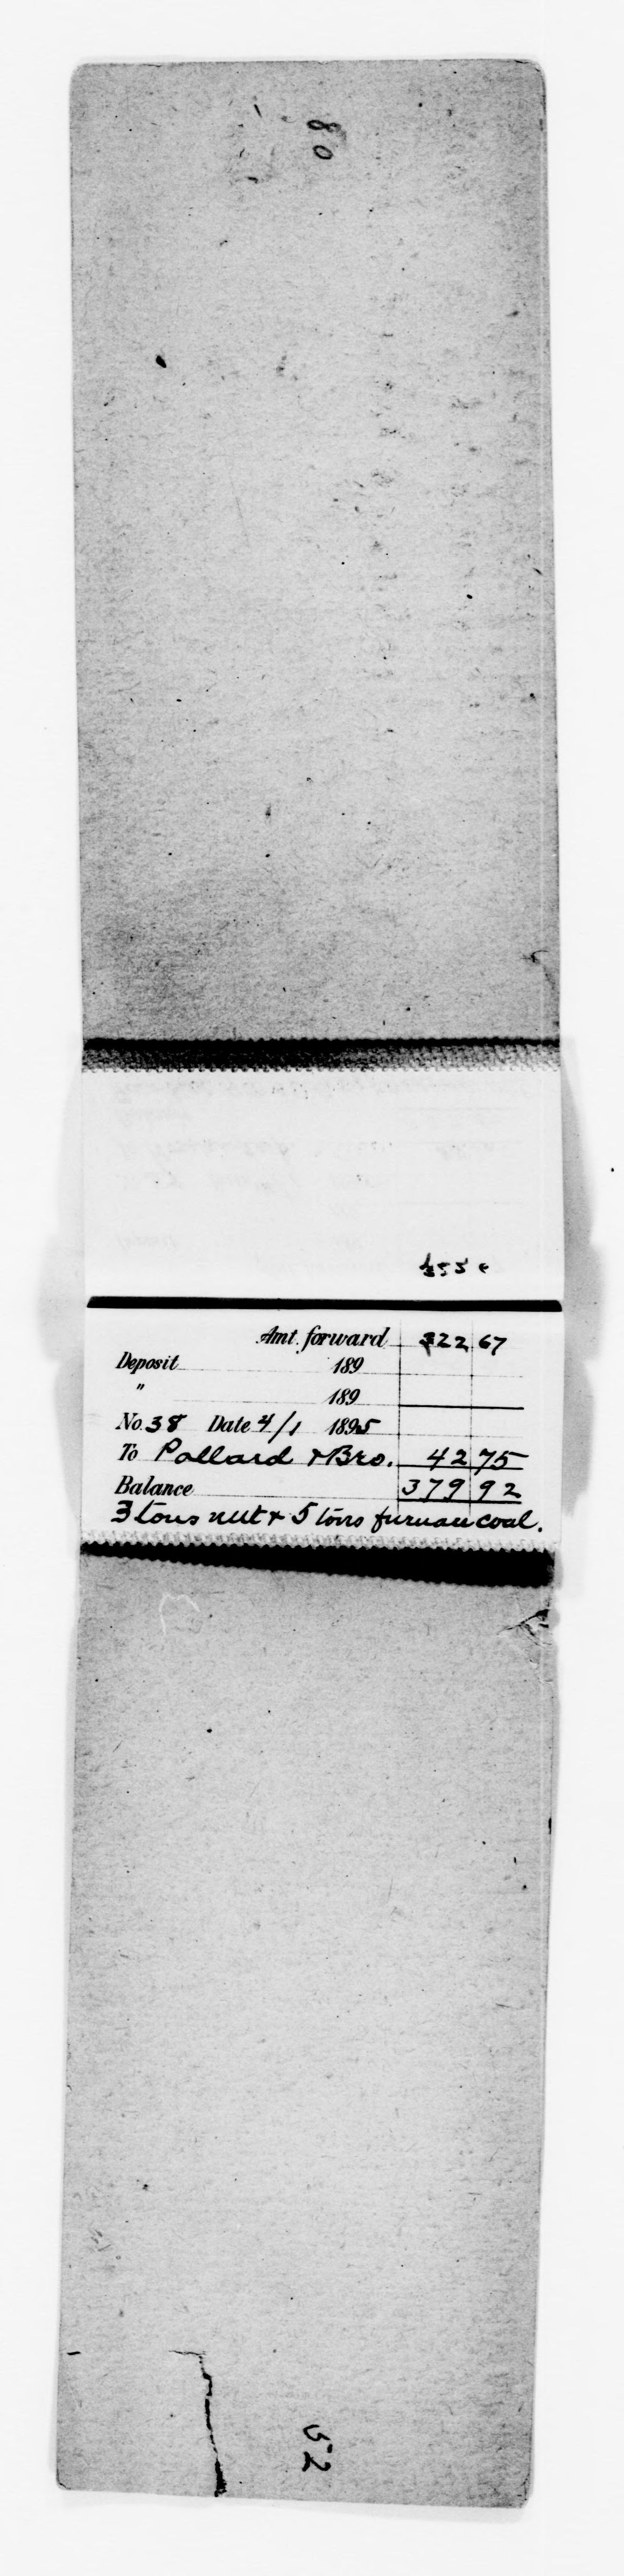 80
Amt. forward 422 67
Deposit 189
" 189
No. 38 Date 4/1 1895
To Pollard & Bro. 42 75
Balance 379 92
3 tons nut & 5 tons furnace coal.
52